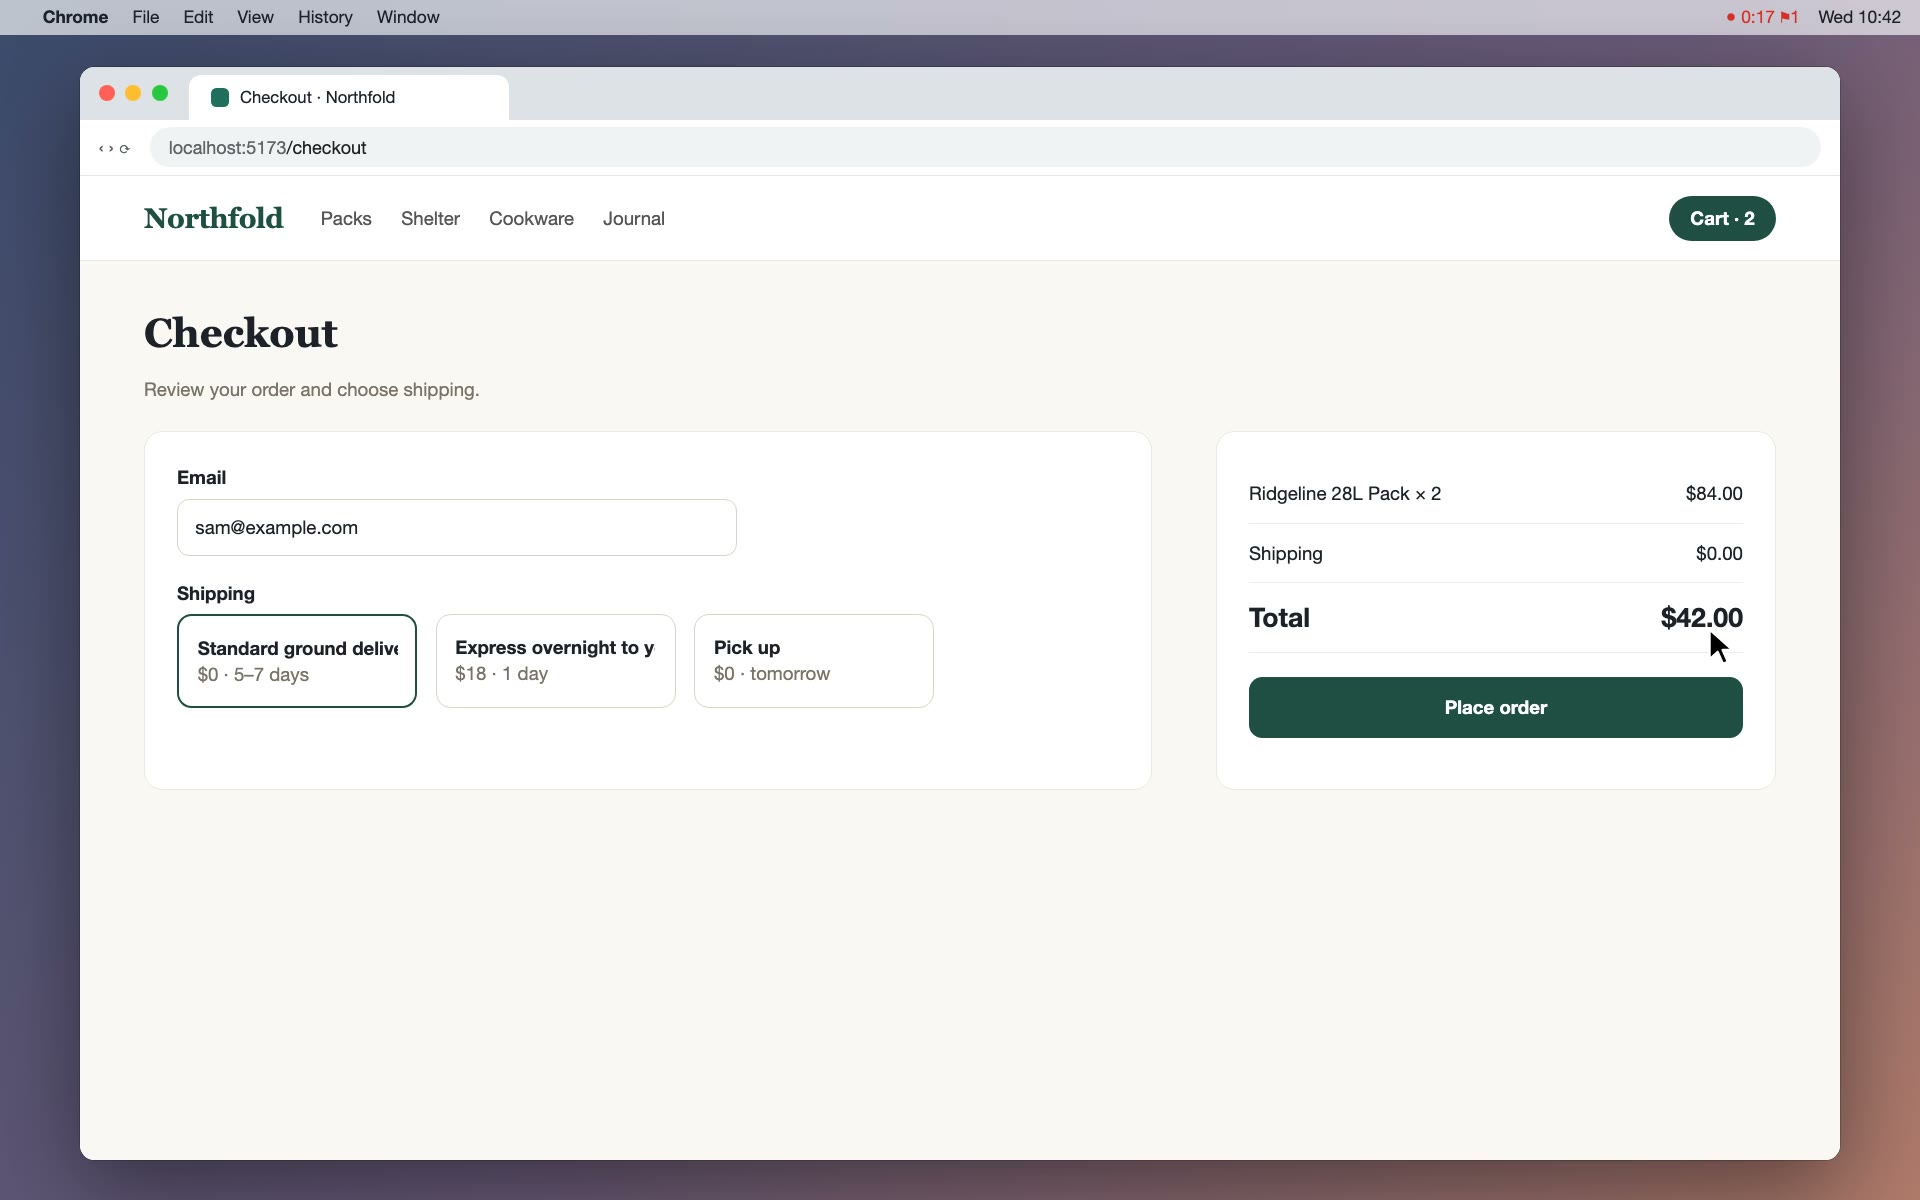 Chrome File Edit View History Window
0:17 1 Wed 10:42
Checkout · Northfold
localhost:5173/checkout
Northfold Packs Shelter Cookware Journal
Cart · 2
Checkout
Review your order and choose shipping.
Email
sam@example.com
Shipping
Standard ground delive
$0 · 5–7 days
Express overnight to y
$18 · 1 day
Pick up
$0 · tomorrow
Ridgeline 28L Pack × 2 $84.00
Shipping $0.00
Total $42.00
Place order